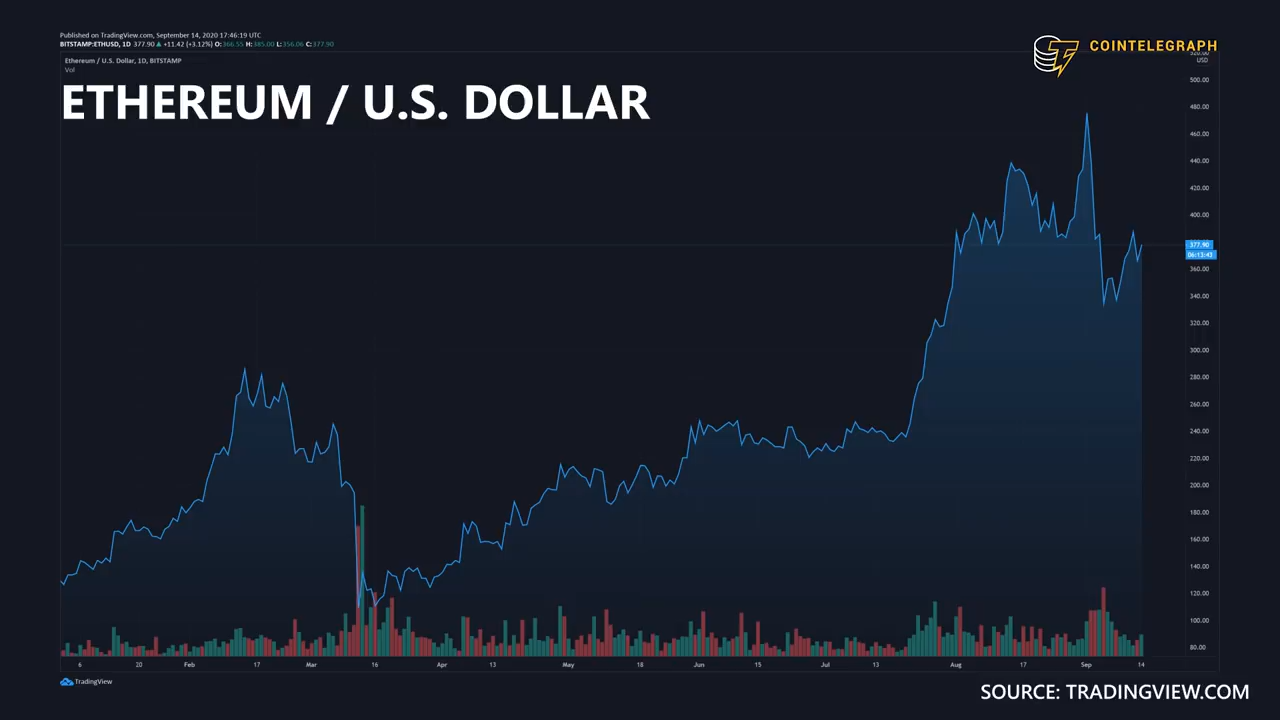 Published on TradingView.com, September 14, 2020 17:46:19 UTC
BITSTAMP:ETHUSD, 1D 377.90 ▲ +11.42 (+3.12%) O:366.55 H:385.00 L:356.06 C:377.90
COINTELEGRAPH
Ethereum / U.S. Dollar, 1D, BITSTAMP
Vol
USD
ETHEREUM / U.S. DOLLAR
500.00
480.00
460.00
440.00
420.00
400.00
377.90
06:13:43
360.00
340.00
320.00
300.00
280.00
260.00
240.00
220.00
200.00
180.00
160.00
140.00
120.00
100.00
80.00
6 20 Feb 17 Mar 16 Apr 13 May 18 Jun 15 Jul 13 Aug 17 Sep 14
TradingView
SOURCE: TRADINGVIEW.COM